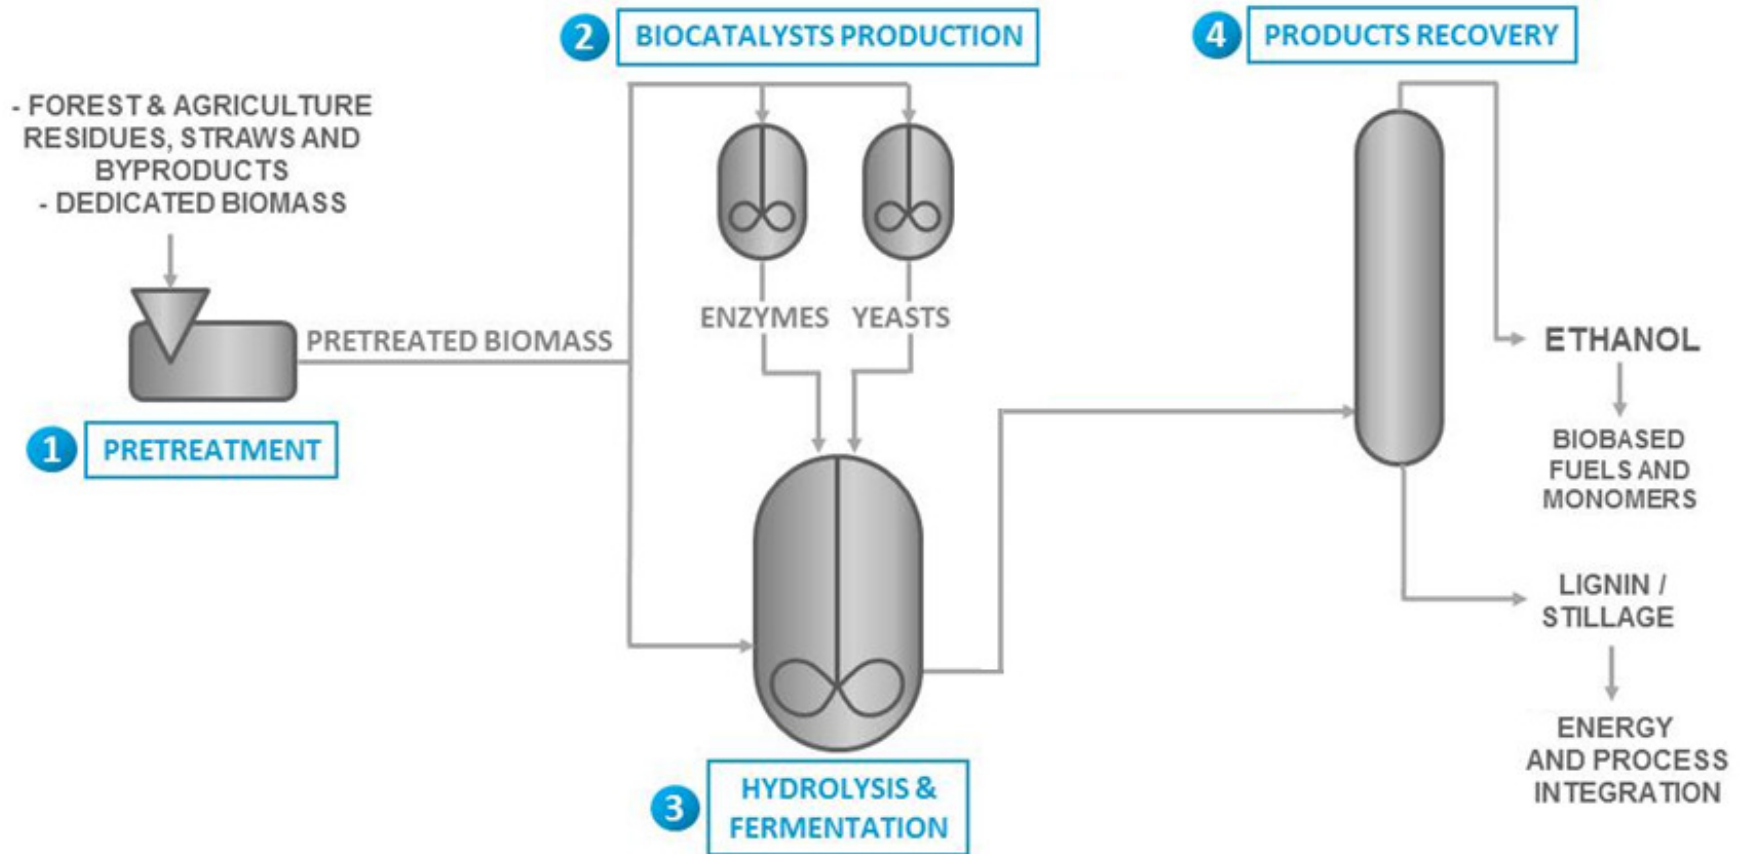 2 BIOCATALYSTS PRODUCTION
4 PRODUCTS RECOVERY
- FOREST & AGRICULTURE
RESIDUES, STRAWS AND
BYPRODUCTS
- DEDICATED BIOMASS
PRETREATED BIOMASS
1 PRETREATMENT
ENZYMES
YEASTS
3 HYDROLYSIS &
FERMENTATION
ETHANOL
BIOBASED
FUELS AND
MONOMERS
LIGNIN /
STILLAGE
ENERGY
AND PROCESS
INTEGRATION